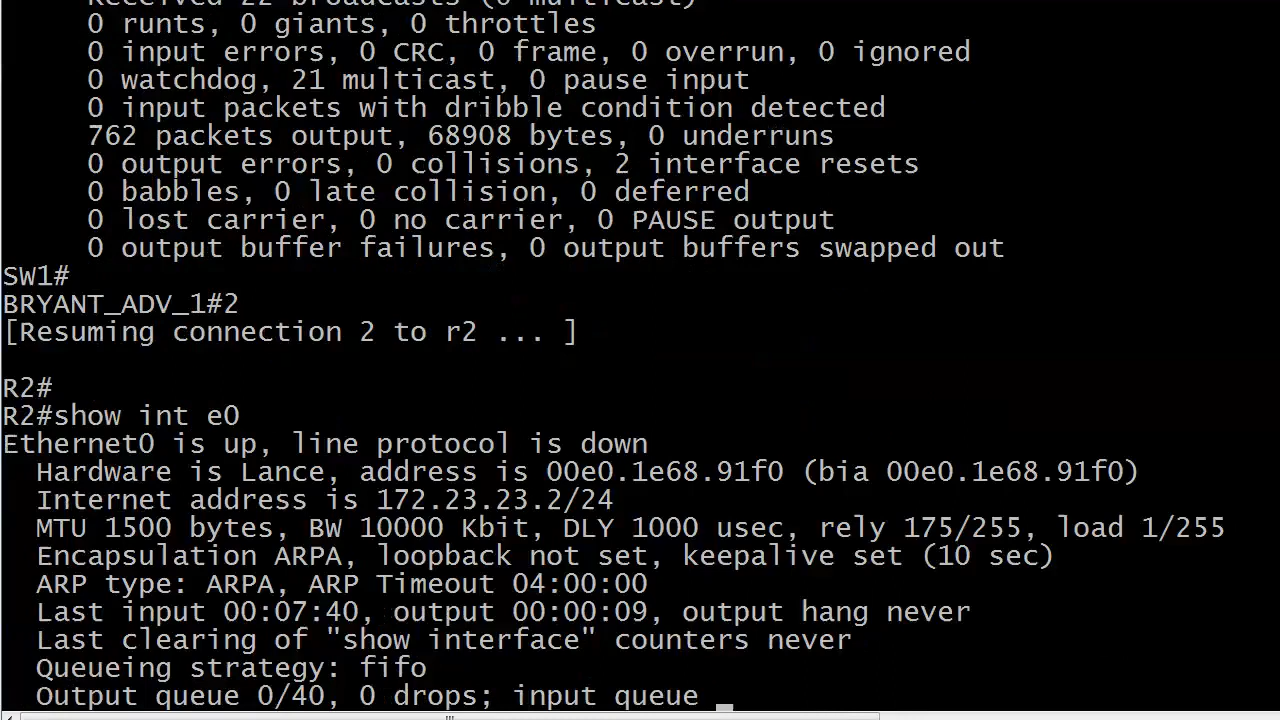 Received 22 broadcasts (0 multicast)
0 runts, 0 giants, 0 throttles
0 input errors, 0 CRC, 0 frame, 0 overrun, 0 ignored
0 watchdog, 21 multicast, 0 pause input
0 input packets with dribble condition detected
762 packets output, 68908 bytes, 0 underruns
0 output errors, 0 collisions, 2 interface resets
0 babbles, 0 late collision, 0 deferred
0 lost carrier, 0 no carrier, 0 PAUSE output
0 output buffer failures, 0 output buffers swapped out
SW1#
BRYANT_ADV_1#2
[Resuming connection 2 to r2 ... ]
R2#
R2#show int e0
Ethernet0 is up, line protocol is down
Hardware is Lance, address is 00e0.1e68.91f0 (bia 00e0.1e68.91f0)
Internet address is 172.23.23.2/24
MTU 1500 bytes, BW 10000 Kbit, DLY 1000 usec, rely 175/255, load 1/255
Encapsulation ARPA, loopback not set, keepalive set (10 sec)
ARP type: ARPA, ARP Timeout 04:00:00
Last input 00:07:40, output 00:00:09, output hang never
Last clearing of "show interface" counters never
Queueing strategy: fifo
Output queue 0/40, 0 drops; input queue